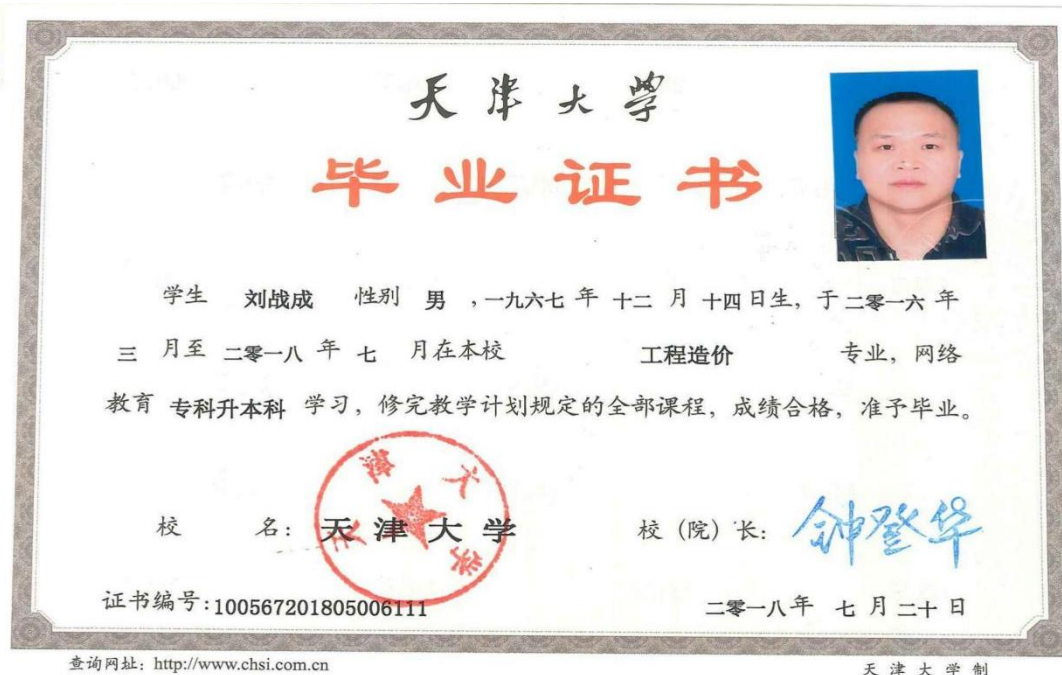 天津大学
毕业证书
学生 刘战成 性别 男 ,一九六七 年 十二 月 十四 日生, 于 二零一六 年
三 月至 二零一八 年 七 月在本校 工程造价 专业, 网络
教育 专科升本科 学习, 修完教学计划规定的全部课程, 成绩合格, 准予毕业。
天津大学
校 名: 天津大学 校 (院) 长: 钟登华
证书编号:100567201805006111 二零一八年 七 月 二十 日
查询网址: http://www.chsi.com.cn 天津大学制